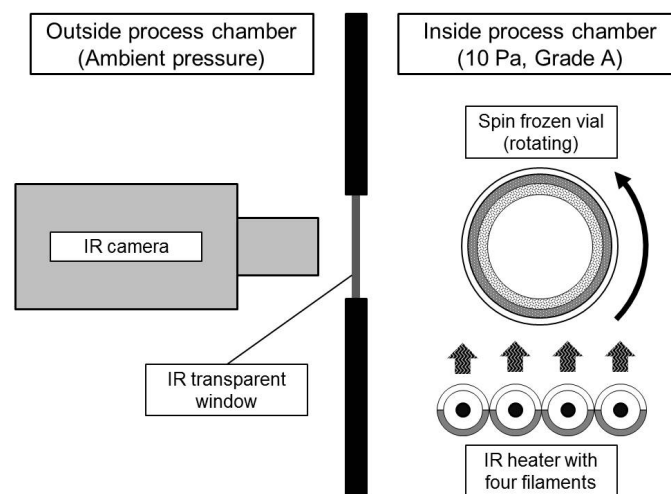 Outside process chamber
(Ambient pressure)
Inside process chamber
(10 Pa, Grade A)
Spin frozen vial
(rotating)
IR camera
IR transparent
window
IR heater with
four filaments